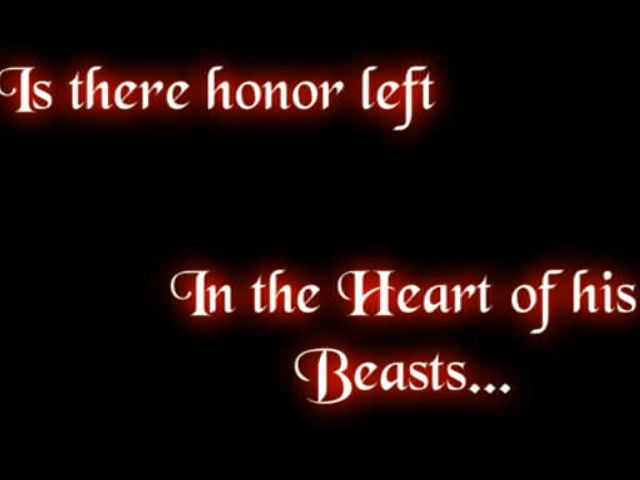 Is there honor left
In the Heart of his
Beasts...